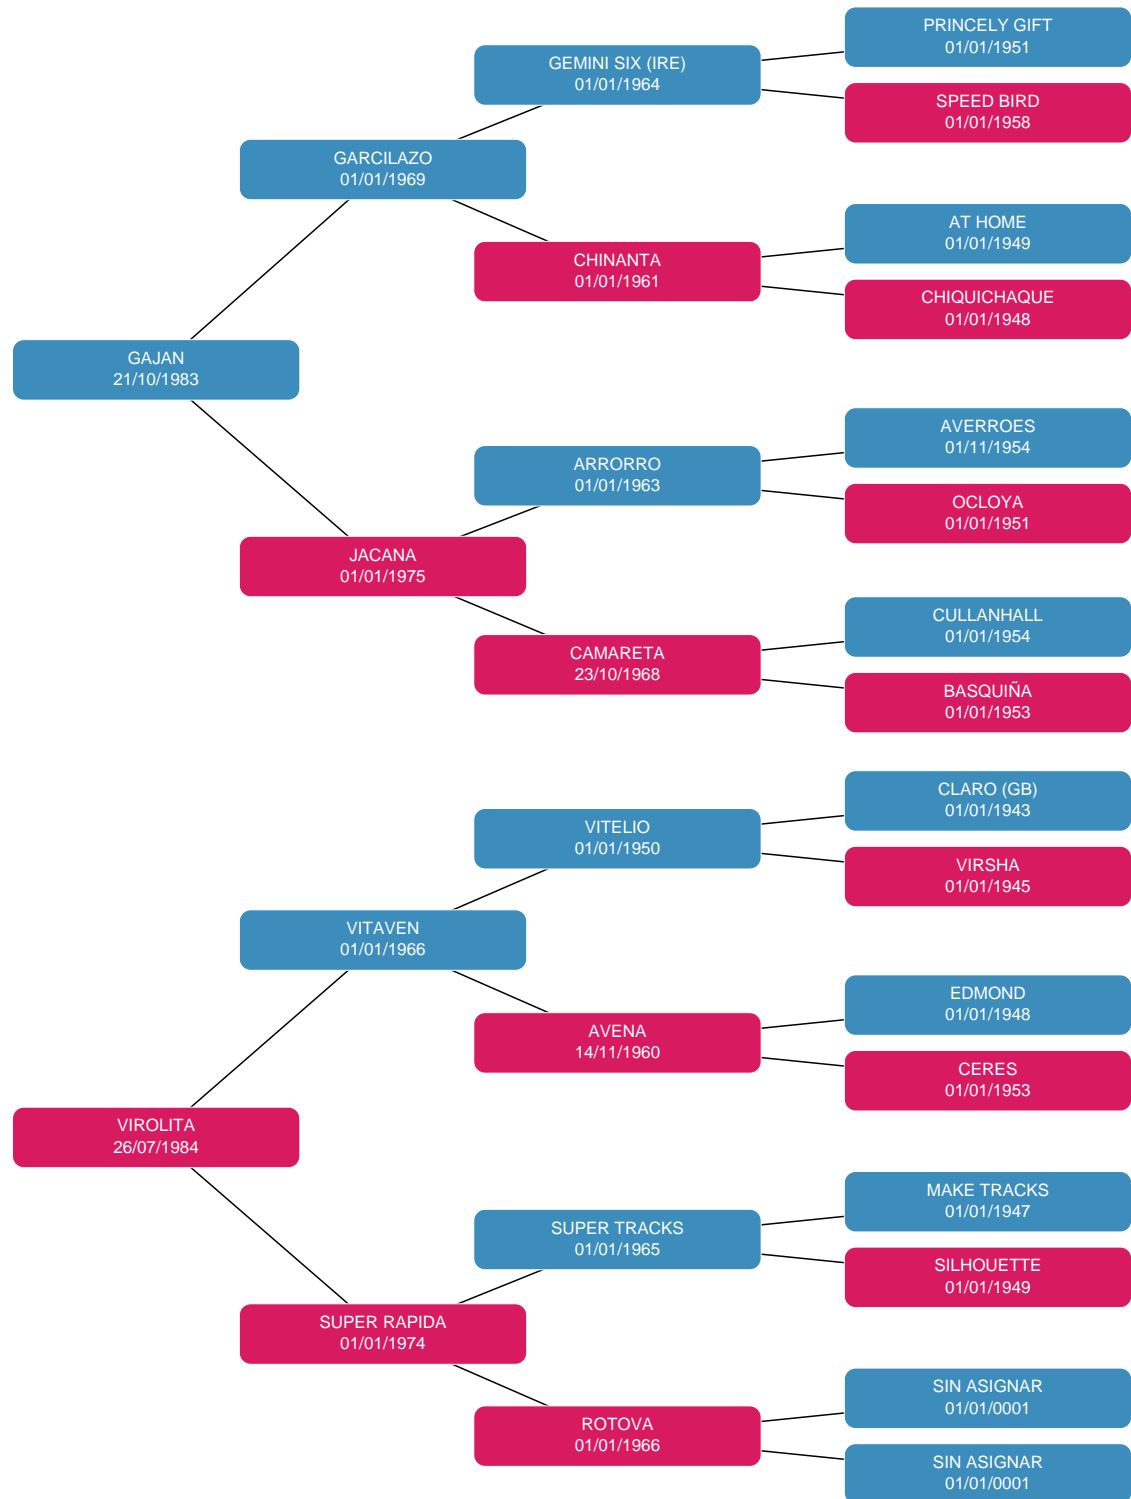 PRINCELY GIFT
01/01/1951
GEMINI SIX (IRE)
01/01/1964
SPEED BIRD
01/01/1958
GARCILAZO
01/01/1969
AT HOME
01/01/1949
CHINANTA
01/01/1961
CHIQUICHAQUE
01/01/1948
GAJAN
21/10/1983
AVERROES
01/11/1954
ARRORRO
01/01/1963
OCLOYA
01/01/1951
JACANA
01/01/1975
CULLANHALL
01/01/1954
CAMARETA
23/10/1968
BASQUIÑA
01/01/1953
CLARO (GB)
01/01/1943
VITELIO
01/01/1950
VIRSHA
01/01/1945
VITAVEN
01/01/1966
EDMOND
01/01/1948
AVENA
14/11/1960
CERES
01/01/1953
VIROLITA
26/07/1984
MAKE TRACKS
01/01/1947
SUPER TRACKS
01/01/1965
SILHOUETTE
01/01/1949
SUPER RAPIDA
01/01/1974
SIN ASIGNAR
01/01/0001
ROTOVA
01/01/1966
SIN ASIGNAR
01/01/0001